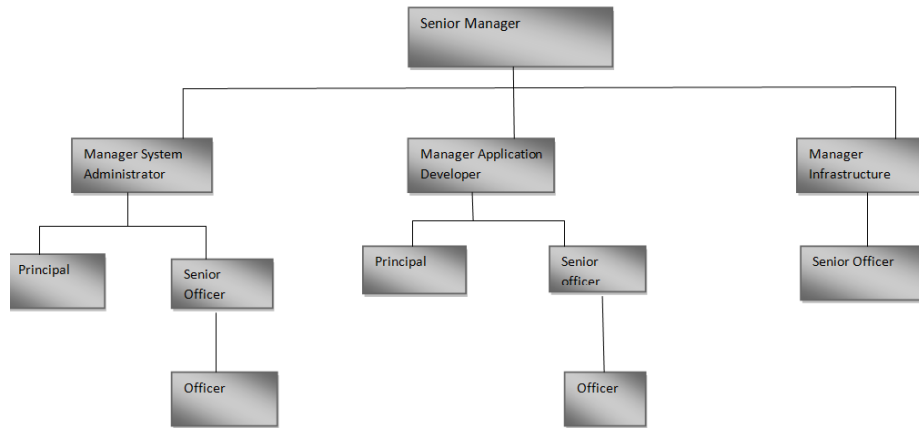 Senior Manager
Manager System
Administrator
Manager Application
Developer
Manager
Infrastructure
Principal
Senior
Officer
Principal
Senior
officer
Senior Officer
Officer
Officer